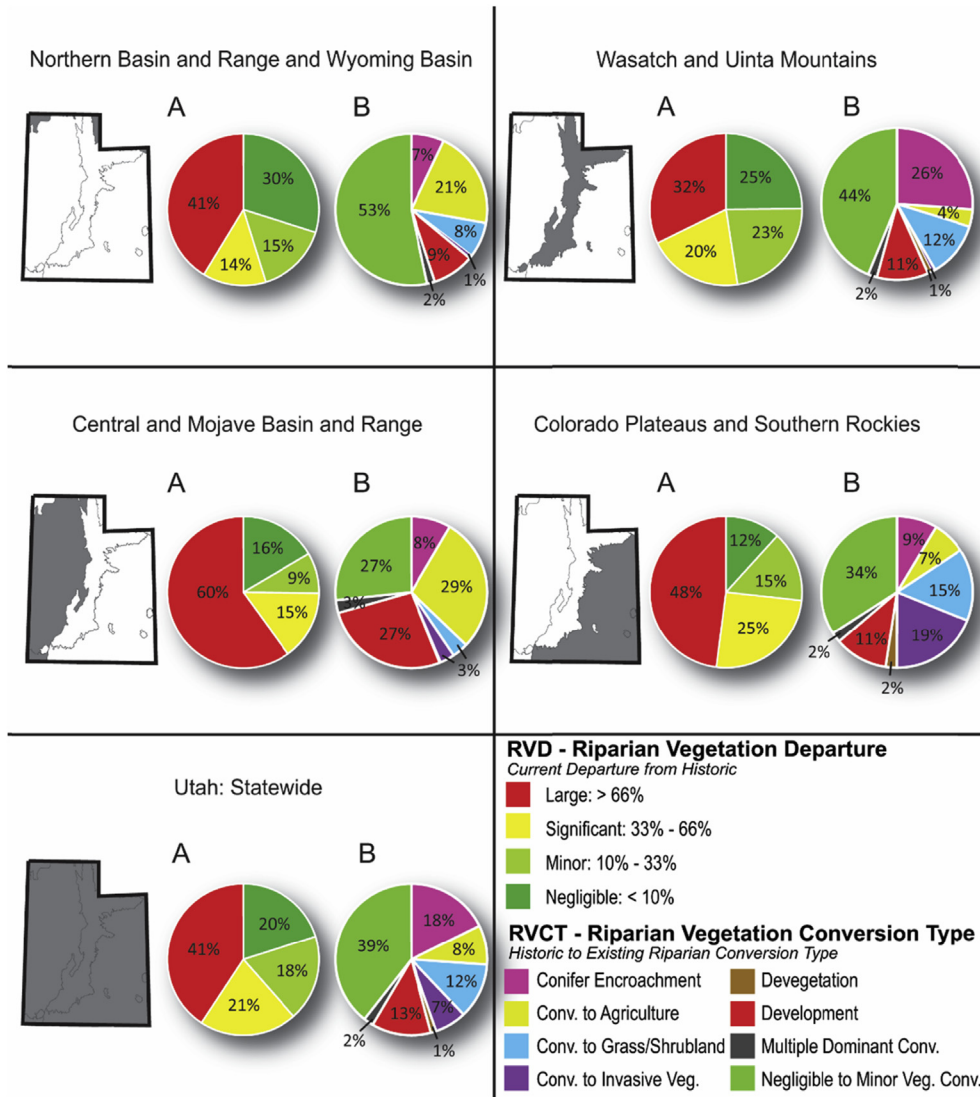 Northern Basin and Range and Wyoming Basin
A
B
30%
41%
15%
14%
7%
21%
53%
8%
9%
1%
2%
Wasatch and Uinta Mountains
A
B
32%
25%
23%
20%
44%
26%
4%
12%
11%
1%
2%
Central and Mojave Basin and Range
A
B
16%
9%
60%
15%
8%
27%
29%
3%
27%
3%
Colorado Plateaus and Southern Rockies
A
B
12%
15%
48%
25%
9%
7%
34%
15%
19%
11%
2%
2%
Utah: Statewide
A
B
20%
41%
18%
21%
18%
39%
8%
12%
7%
13%
2%
1%
RVD - Riparian Vegetation Departure
Current Departure from Historic
Large: > 66%
Significant: 33% - 66%
Minor: 10% - 33%
Negligible: < 10%
RVCT - Riparian Vegetation Conversion Type
Historic to Existing Riparian Conversion Type
Conifer Encroachment
Conv. to Agriculture
Conv. to Grass/Shrubland
Conv. to Invasive Veg.
Devegetation
Development
Multiple Dominant Conv.
Negligible to Minor Veg. Conv.